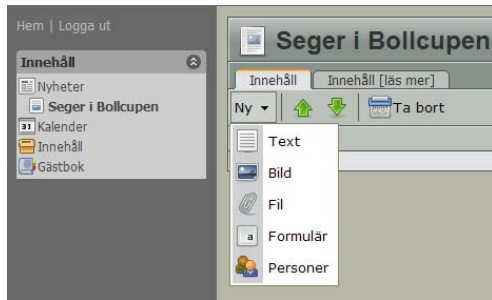 Hem | Logga ut
Innehåll
Nyheter
Seger i Bollcupen
31 Kalender
Innehåll
Gästbok
Seger i Bollcupen
Innehåll
Innehåll [läs mer]
Ny
Ta bort
Text
Bild
Fil
a Formulär
Personer